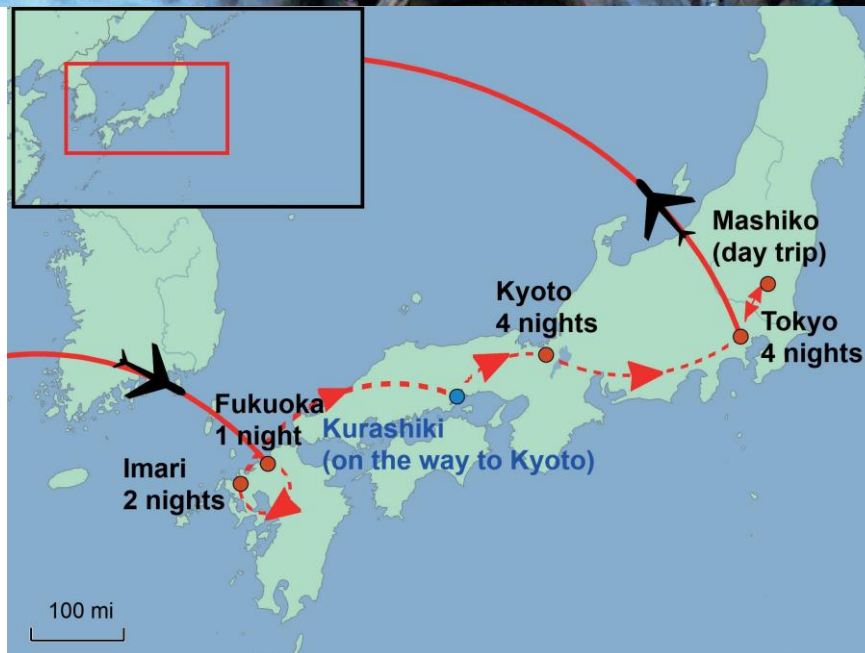 Mashiko
(day trip)
Kyoto
4 nights
Tokyo
4 nights
Fukuoka
1 night
Kurashiki
(on the way to Kyoto)
Imari
2 nights
100 mi